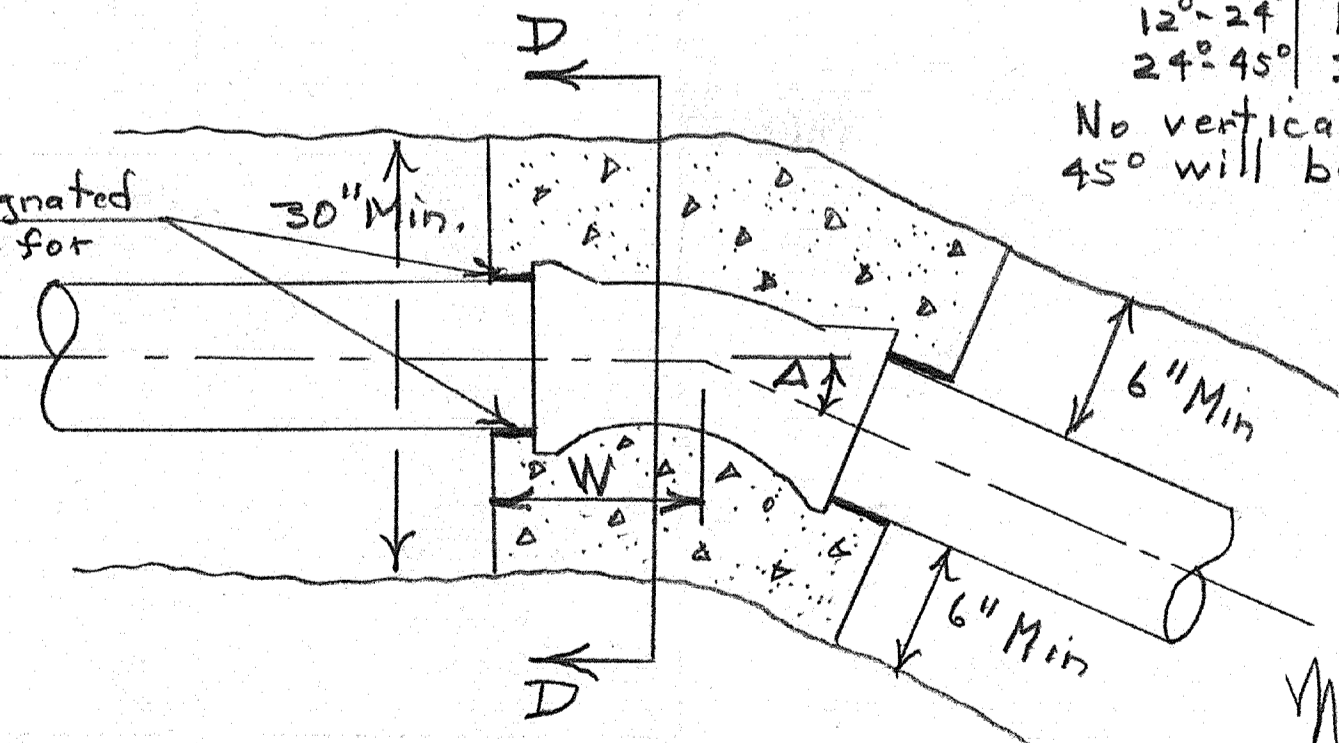 D
12°-24
24°-45°
No vertica
45° will b
gnated
for
30" Min.
Δ
6" Min
W
6" Min
D